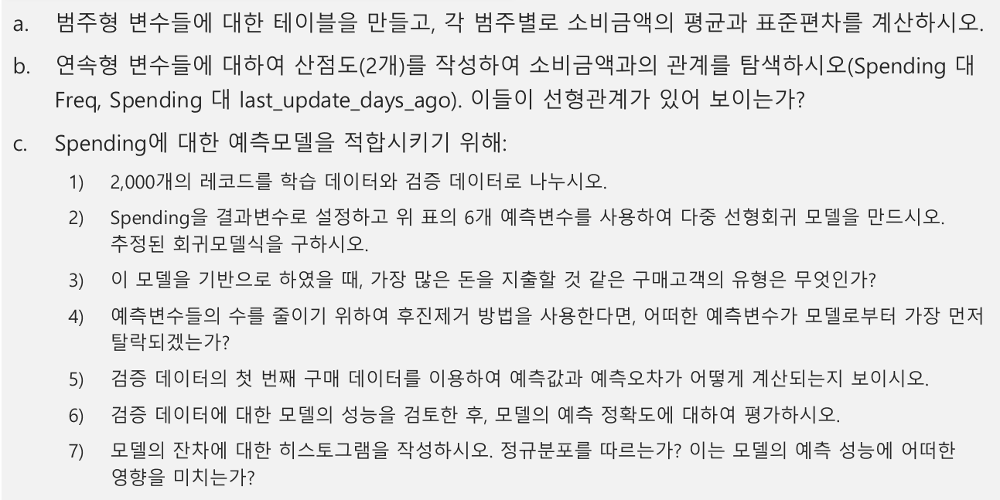 a. 범주형 변수들에 대한 테이블을 만들고, 각 범주별로 소비금액의 평균과 표준편차를 계산하시오.
b. 연속형 변수들에 대하여 산점도(2개)를 작성하여 소비금액과의 관계를 탐색하시오(Spending 대
Freq, Spending 대 last_update_days_ago). 이들이 선형관계가 있어 보이는가?
c. Spending에 대한 예측모델을 적합시키기 위해:
1) 2,000개의 레코드를 학습 데이터와 검증 데이터로 나누시오.
2) Spending을 결과변수로 설정하고 위 표의 6개 예측변수를 사용하여 다중 선형회귀 모델을 만드시오.
추정된 회귀모델식을 구하시오.
3) 이 모델을 기반으로 하였을 때, 가장 많은 돈을 지출할 것 같은 구매고객의 유형은 무엇인가?
4) 예측변수들의 수를 줄이기 위하여 후진제거 방법을 사용한다면, 어떠한 예측변수가 모델로부터 가장 먼저
탈락되겠는가?
5) 검증 데이터의 첫 번째 구매 데이터를 이용하여 예측값과 예측오차가 어떻게 계산되는지 보이시오.
6) 검증 데이터에 대한 모델의 성능을 검토한 후, 모델의 예측 정확도에 대하여 평가하시오.
7) 모델의 잔차에 대한 히스토그램을 작성하시오. 정규분포를 따르는가? 이는 모델의 예측 성능에 어떠한
영향을 미치는가?